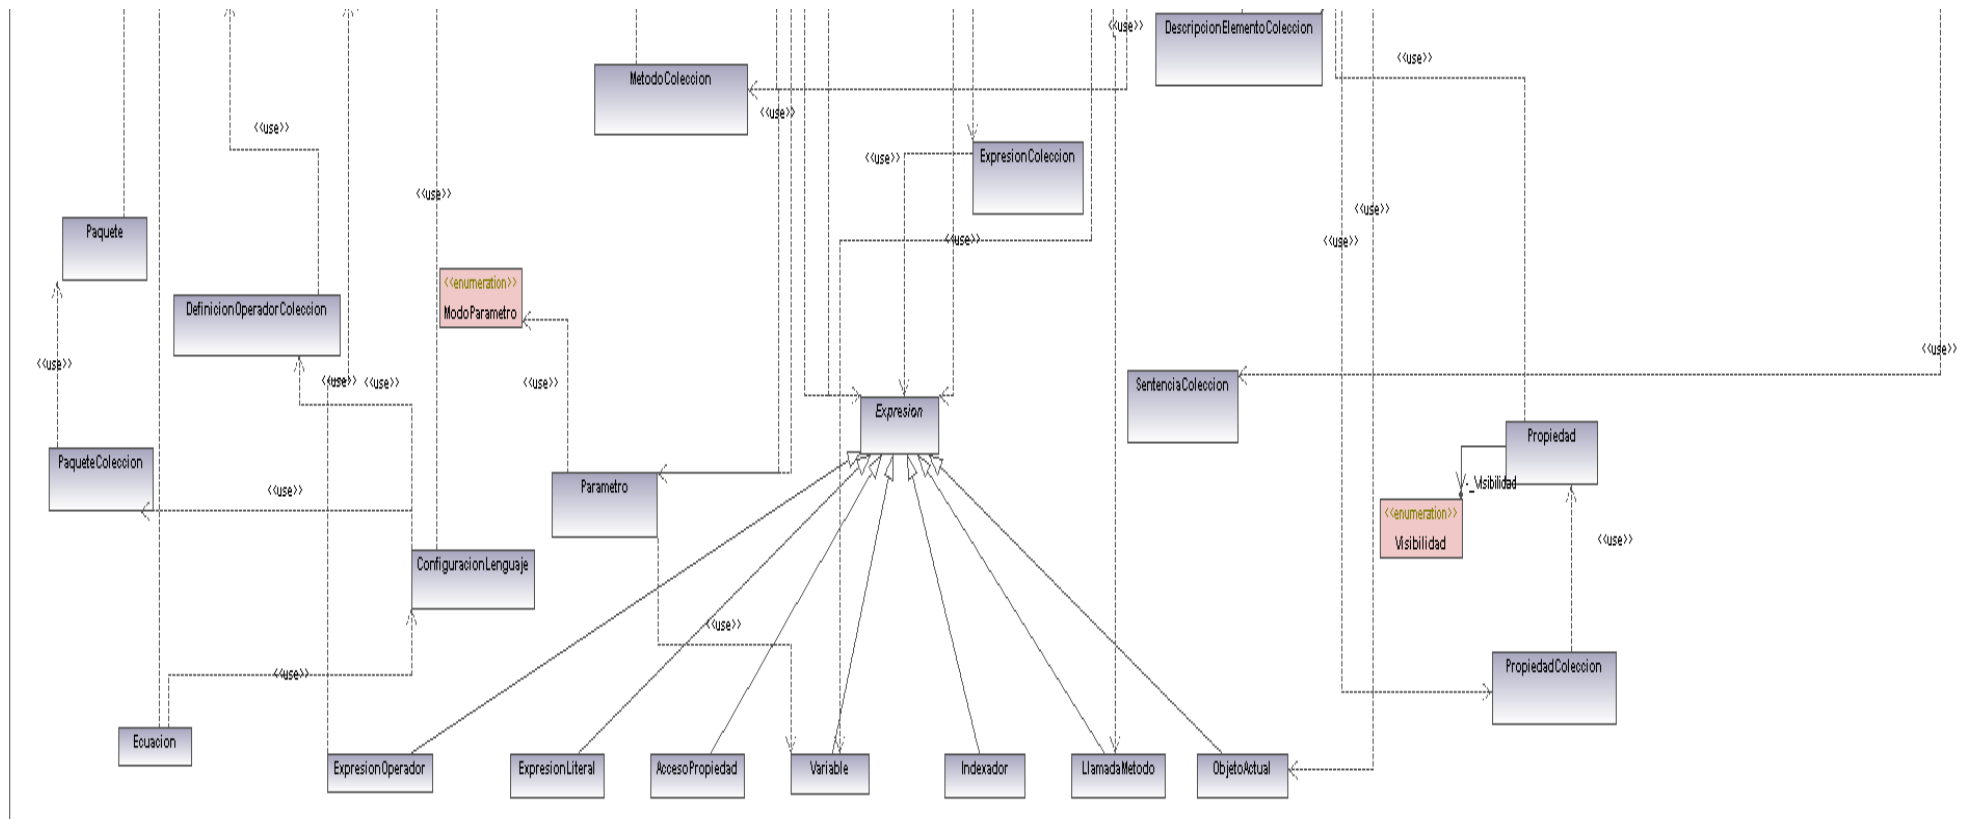 <<use>>
DescripcionElementoColeccion
<<use>>
MetodoColeccion
<<use>>
<<use>>
<<use>>
ExpresionColeccion
<<use>>
<<use>>
Paquete
<<use>>
<<use>>
<<enumeration>>
ModoParametro
DefinicionOperadorColeccion
<<use>>
<<use>>
<<use>>
<<use>>
<<use>>
<<use>>
SentenciaColeccion
Expresion
Propiedad
PaqueteColeccion
<<use>>
Parametro
-_Visibilidad
<<enumeration>>
Visibilidad
<<use>>
ConfiguracionLenguaje
<<use>>
<<use>>
PropiedadColeccion
Ecuacion
ExpresionOperador
ExpresionLiteral
AccesoPropiedad
Variable
Indexador
LlamadaMetodo
ObjetoActual